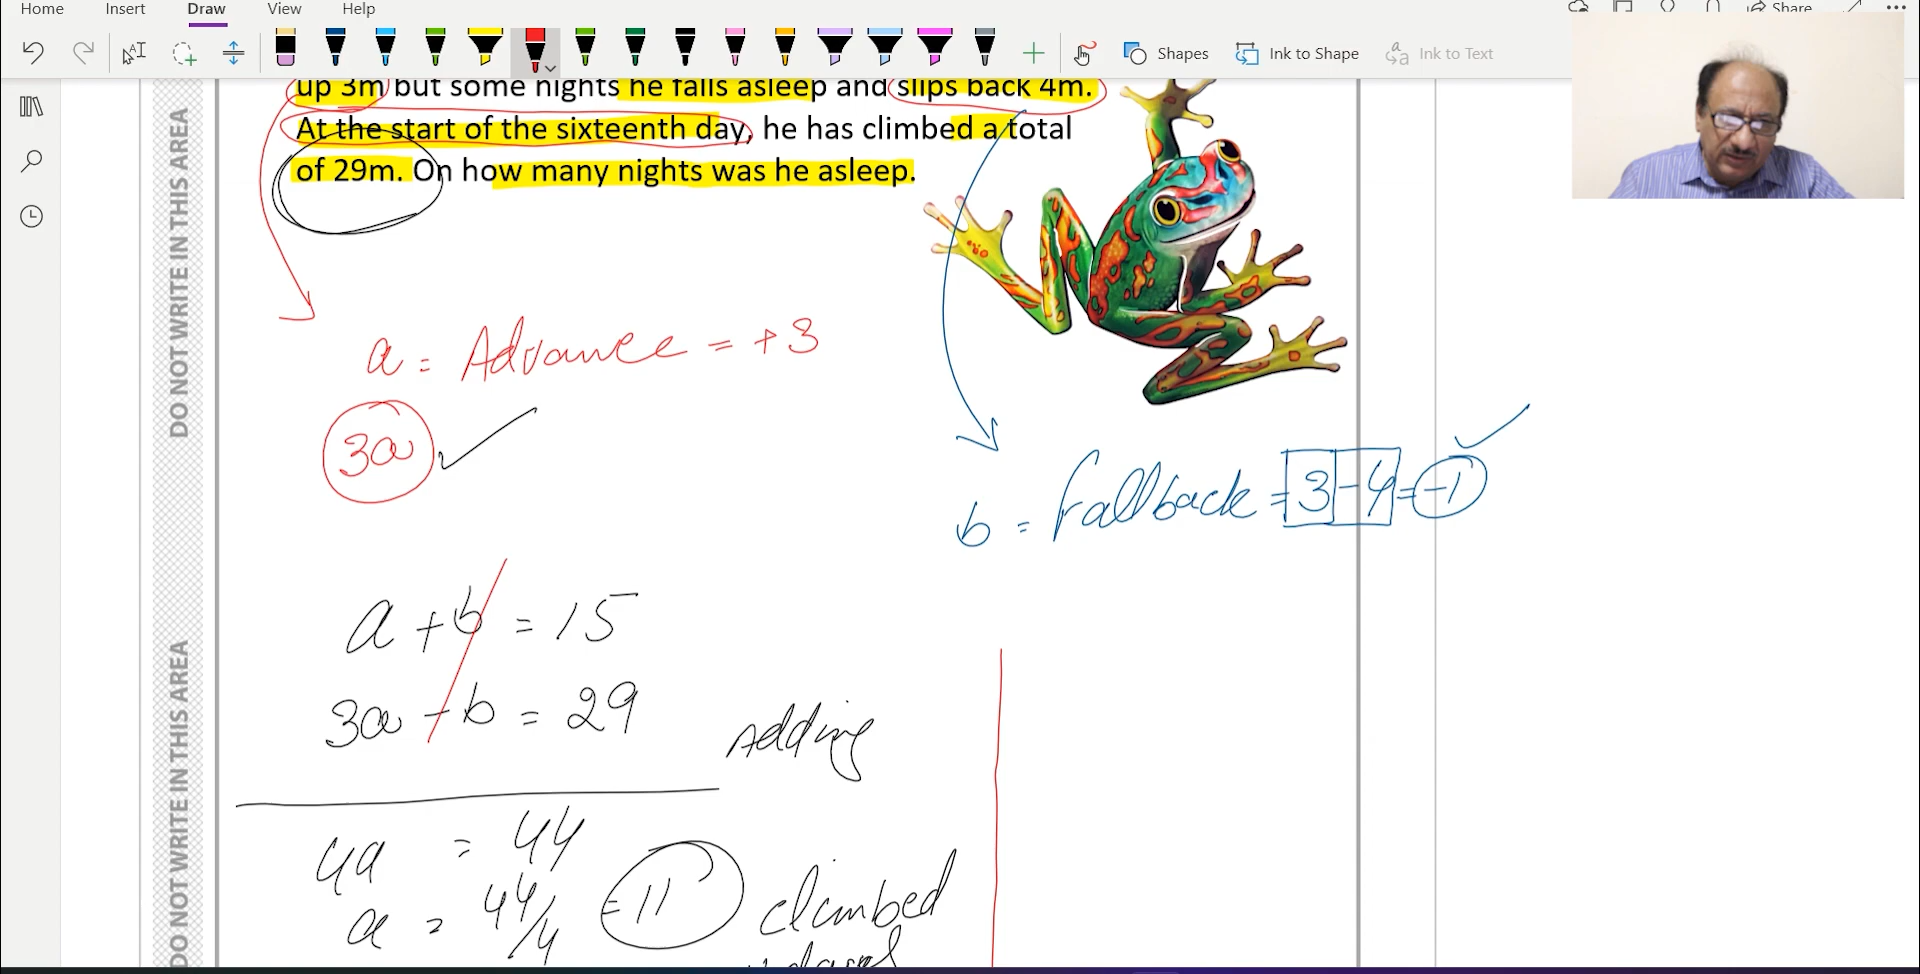 Home Insert Draw View Help Share
Shapes Ink to Shape Ink to Text
up 3m but some nights he falls asleep and slips back 4m.
At the start of the sixteenth day, he has climbed a total
of 29m. On how many nights was he asleep.
DO NOT WRITE IN THIS AREA
a = Advance = +3
3a
b = fallback = 3 - 4 = -1
a + b = 15
3a - b = 29
Adding
4a = 44
a = 44/4 = 11 climbed
DO NOT WRITE IN THIS AREA